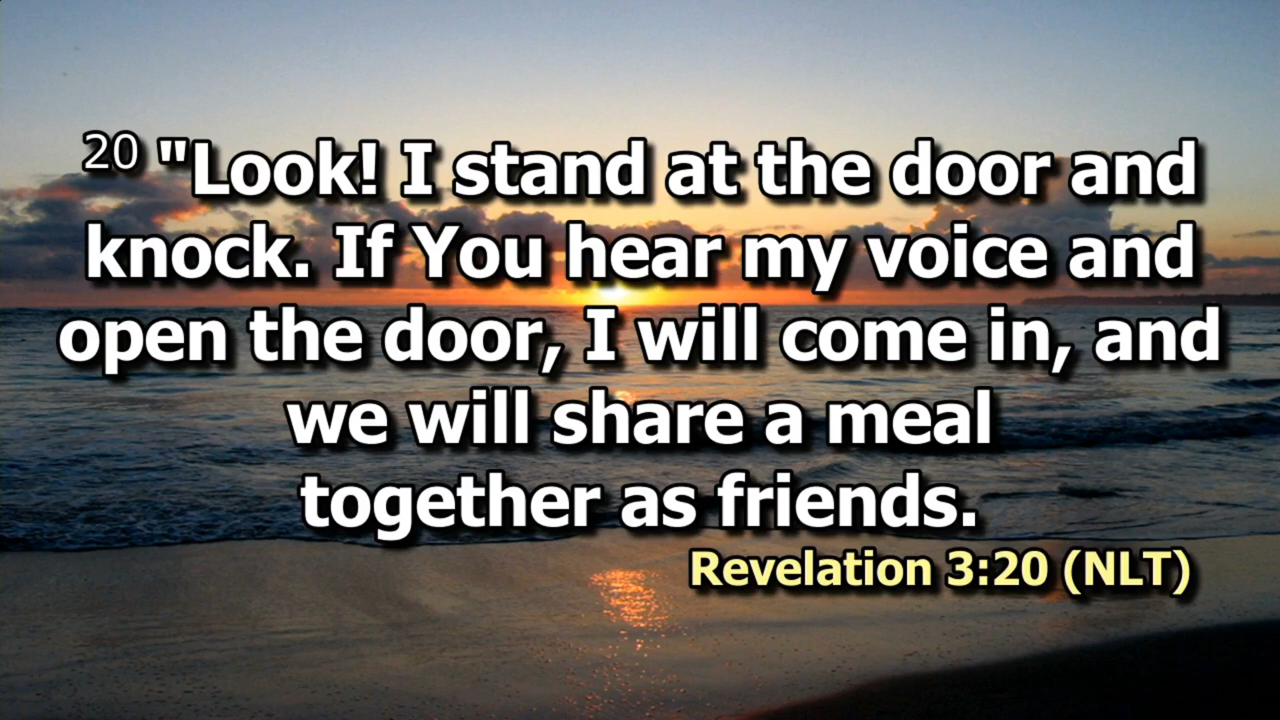 20 "Look! I stand at the door and
knock. If You hear my voice and
open the door, I will come in, and
we will share a meal
together as friends.
Revelation 3:20 (NLT)